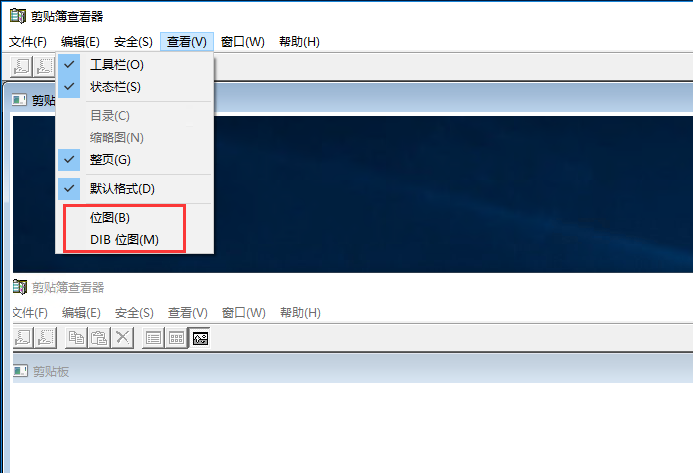 剪贴簿查看器
文件(F) 编辑(E) 安全(S) 查看(V) 窗口(W) 帮助(H)
工具栏(O)
状态栏(S)
剪贴
目录(C)
缩略图(N)
整页(G)
默认格式(D)
位图(B)
DIB 位图(M)
剪贴簿查看器
文件(F) 编辑(E) 安全(S) 查看(V) 窗口(W) 帮助(H)
剪贴板